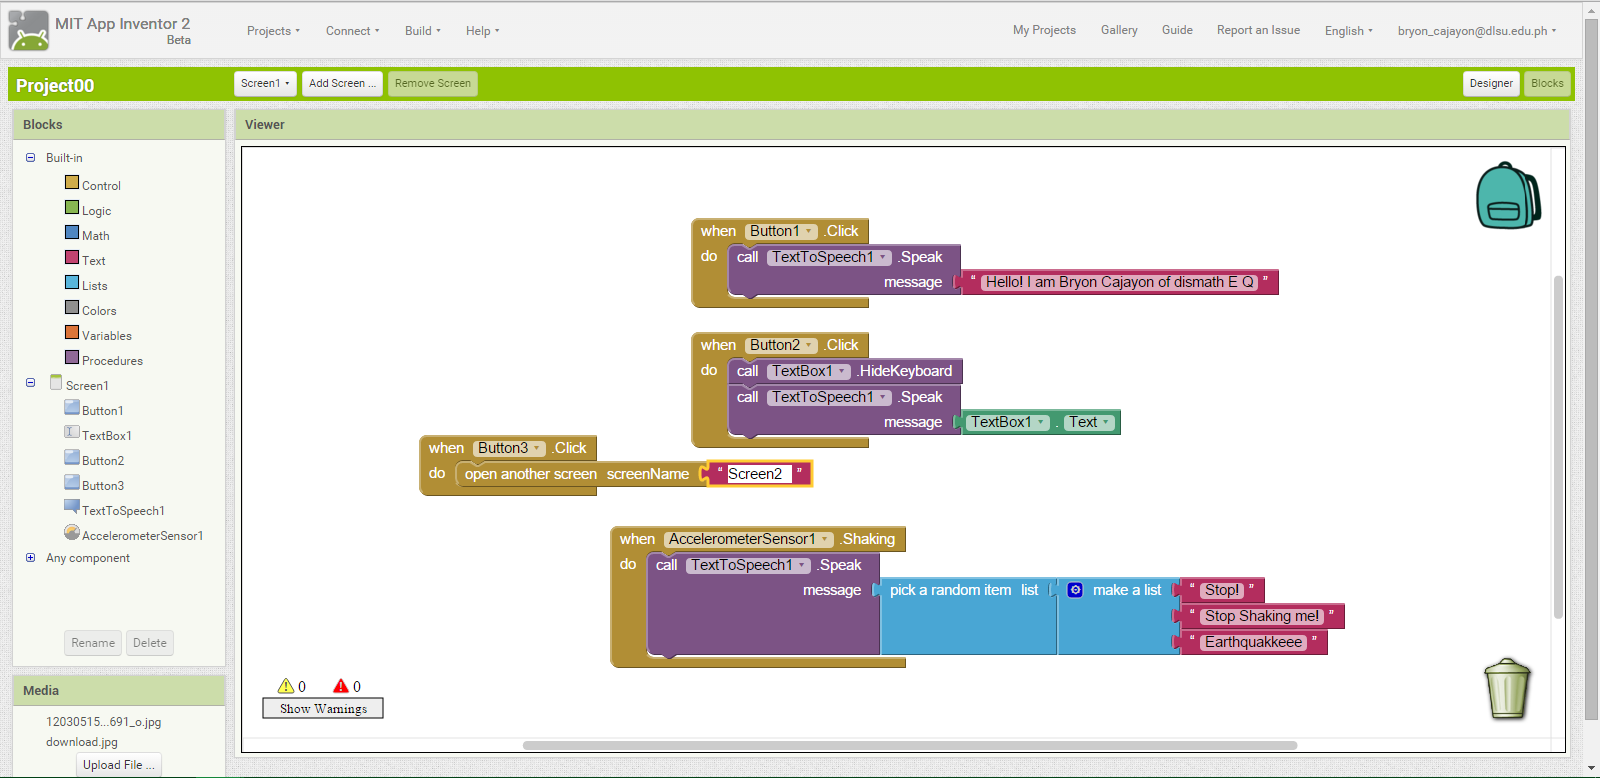 MIT App Inventor 2
Beta
Projects Connect Build Help
My Projects Gallery Guide Report an Issue English bryon_cajayon@dlsu.edu.ph
Project00
Screen1 Add Screen ... Remove Screen
Designer Blocks
Blocks
Built-in
Control
Logic
Math
Text
Lists
Colors
Variables
Procedures
Screen1
Button1
TextBox1
Button2
Button3
TextToSpeech1
AccelerometerSensor1
Any component
Rename Delete
Media
12030515...691_o.jpg
download.jpg
Upload File ...
Viewer
when Button1 .Click
do call TextToSpeech1 .Speak
message “ Hello! I am Bryon Cajayon of dismath E Q ”
when Button2 .Click
do call TextBox1 .HideKeyboard
call TextToSpeech1 .Speak
message TextBox1 . Text
when Button3 .Click
do open another screen screenName “ Screen2 ”
when AccelerometerSensor1 .Shaking
do call TextToSpeech1 .Speak
message pick a random item list make a list “ Stop! ”
“ Stop Shaking me! ”
“ Earthquakkeee ”
0 0
Show Warnings